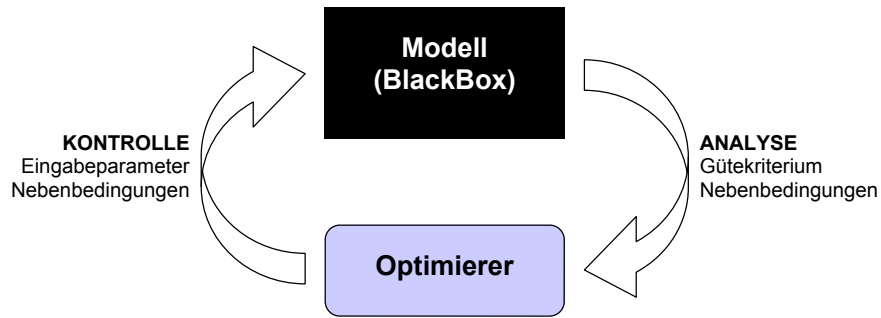 Modell
(BlackBox)
KONTROLLE
Eingabeparameter
Nebenbedingungen
ANALYSE
Gütekriterium
Nebenbedingungen
Optimierer